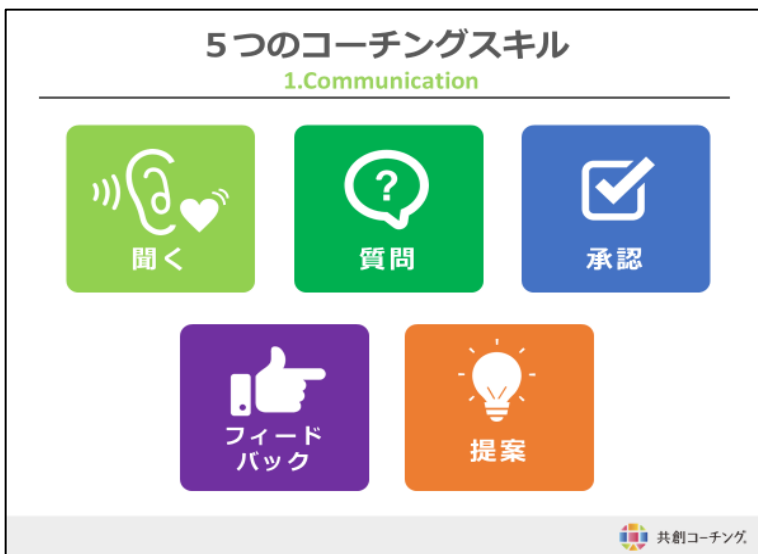 ５つのコーチングスキル
1.Communication
聞く
?
質問
承認
フィード
バック
提案
共創コーチング®